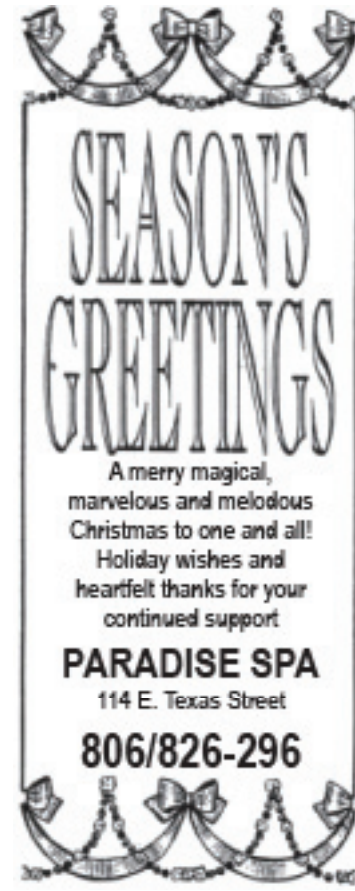 SEASON'S
GREETINGS
A merry magical,
marvelous and melodous
Christmas to one and all!
Holiday wishes and
heartfelt thanks for your
continued support
PARADISE SPA
114 E. Texas Street
806/826-296